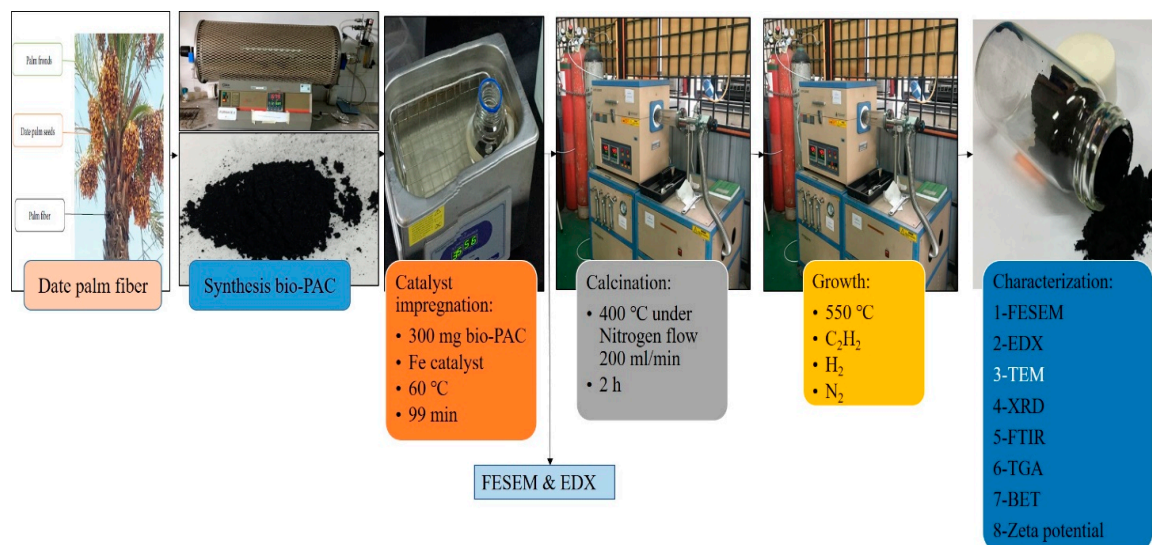 Palm fronds
Date palm seeds
Palm fiber
Date palm fiber
Synthesis bio-PAC
Catalyst
impregnation:
• 300 mg bio-PAC
• Fe catalyst
• 60 ℃
• 99 min
Calcination:
• 400 ℃ under
Nitrogen flow
200 ml/min
• 2 h
Growth:
• 550 ℃
• C₂H₂
• H₂
• N₂
Characterization:
1-FESEM
2-EDX
3-TEM
4-XRD
5-FTIR
6-TGA
7-BET
8-Zeta potential
FESEM & EDX